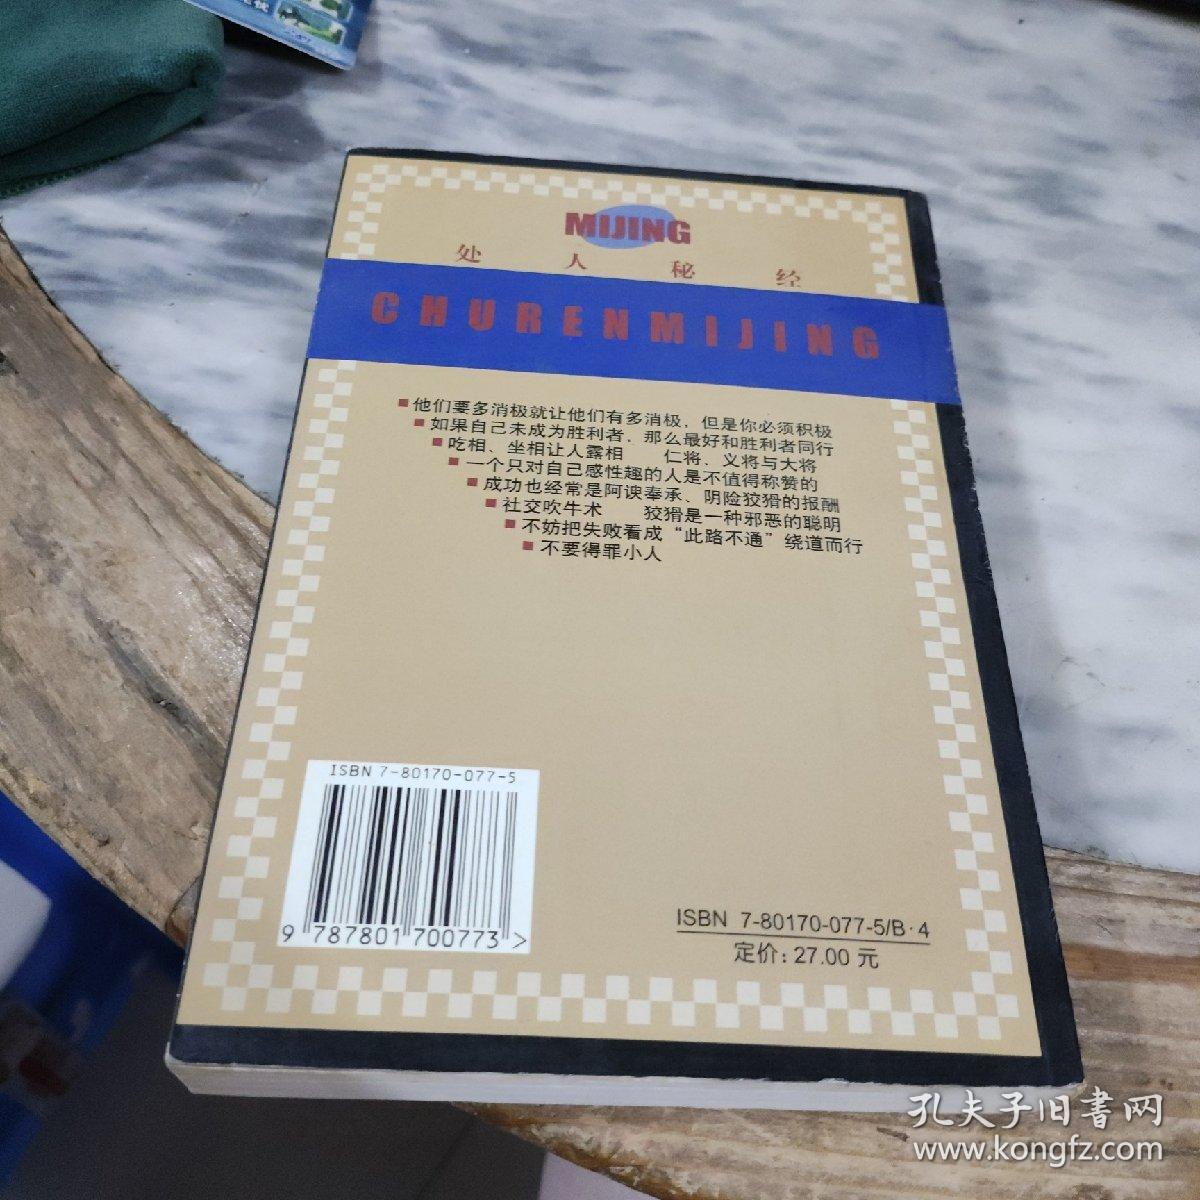 MIJING
处人秘经
CHURENMIJING
■他们要多消极就让他们有多消极，但是你必须积极
■如果自己未成为胜利者，那么最好和胜利者同行
■吃相、坐相让人露相 仁将、义将与大将
■一个只对自己感性趣的人是不值得称赞的
■成功也经常是阿谀奉承、阴险狡猾的报酬
■社交吹牛术 狡猾是一种邪恶的聪明
■不妨把失败看成“此路不通”绕道而行
■不要得罪小人
ISBN 7-80170-077-5
9 787801 700773 >
ISBN 7-80170-077-5/B·4
定价：27.00 元
孔夫子旧書网
www.kongfz.com